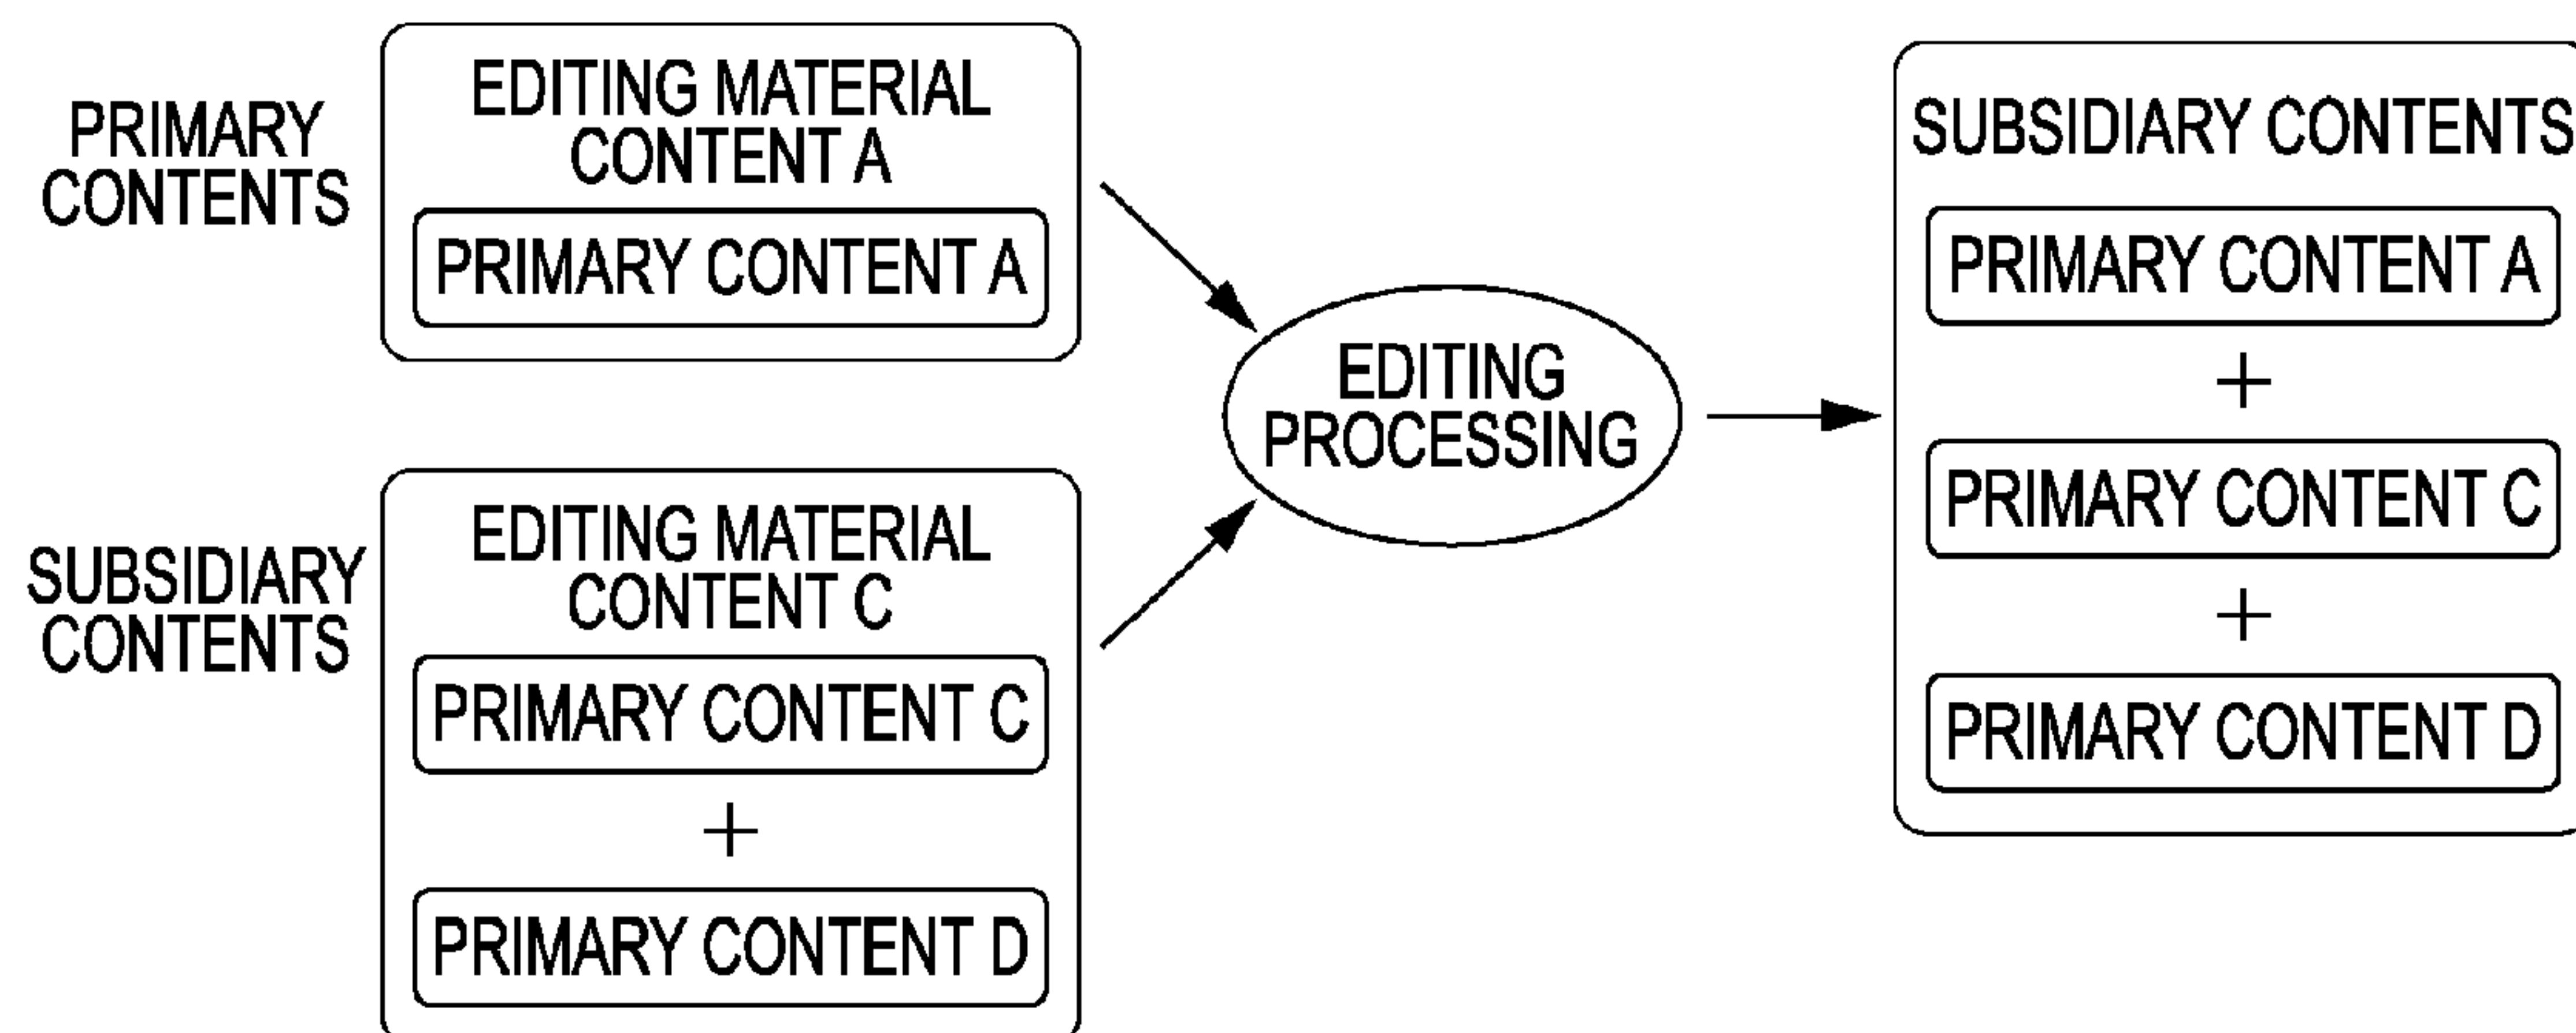 PRIMARY
CONTENTS
EDITING MATERIAL
CONTENT A
PRIMARY CONTENT A
SUBSIDIARY
CONTENTS
EDITING MATERIAL
CONTENT C
PRIMARY CONTENT C
+
PRIMARY CONTENT D
EDITING
PROCESSING
SUBSIDIARY CONTENTS
PRIMARY CONTENT A
+
PRIMARY CONTENT C
+
PRIMARY CONTENT D